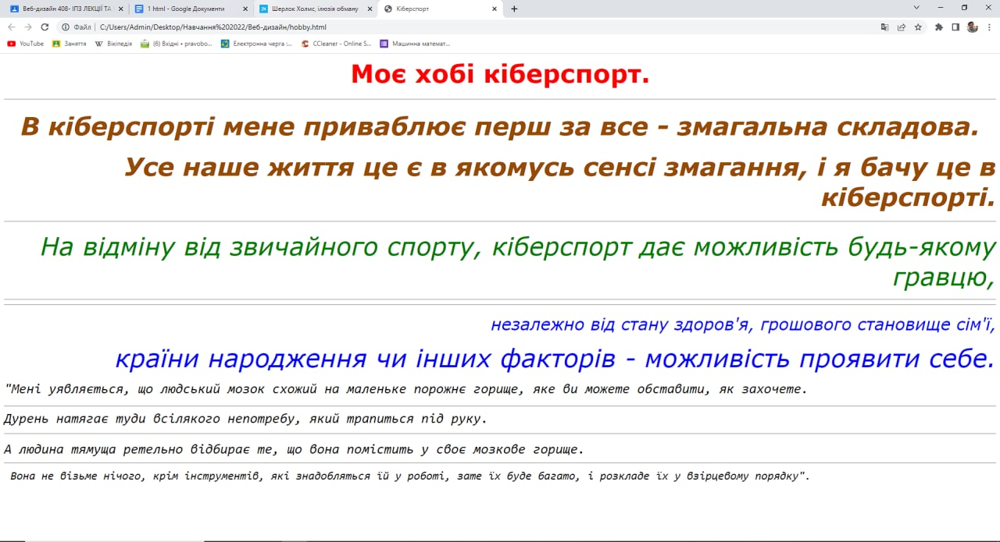 Веб-дизайн 408- ІПЗ ЛЕКЦІЇ ТА
1 html - Google Документи
Шерлок Холмс, ілюзія обману
Кіберспорт
Файл | C:/Users/Admin/Desktop/Навчання%202022/Веб-дизайн/hobby.html
YouTube
Заняття
Вікіпедія
(6) Вхідні • pravobo...
Електронна черга :...
CCleaner - Online S...
Машинна математ...
Моє хобі кіберспорт.
В кіберспорті мене приваблює перш за все - змагальна складова.
Усе наше життя це є в якомусь сенсі змагання, і я бачу це в
кіберспорті.
На відміну від звичайного спорту, кіберспорт дає можливість будь-якому
гравцю,
незалежно від стану здоров'я, грошового становище сім'ї,
країни народження чи інших факторів - можливість проявити себе.
"Мені уявляється, що людський мозок схожий на маленьке порожнє горище, яке ви можете обставити, як захочете.
Дурень натягає туди всілякого непотребу, який трапиться під руку.
А людина тямуща ретельно відбирає те, що вона помістить у своє мозкове горище.
Вона не візьме нічого, крім інструментів, які знадобляться їй у роботі, зате їх буде багато, і розкладе їх у взірцевому порядку".